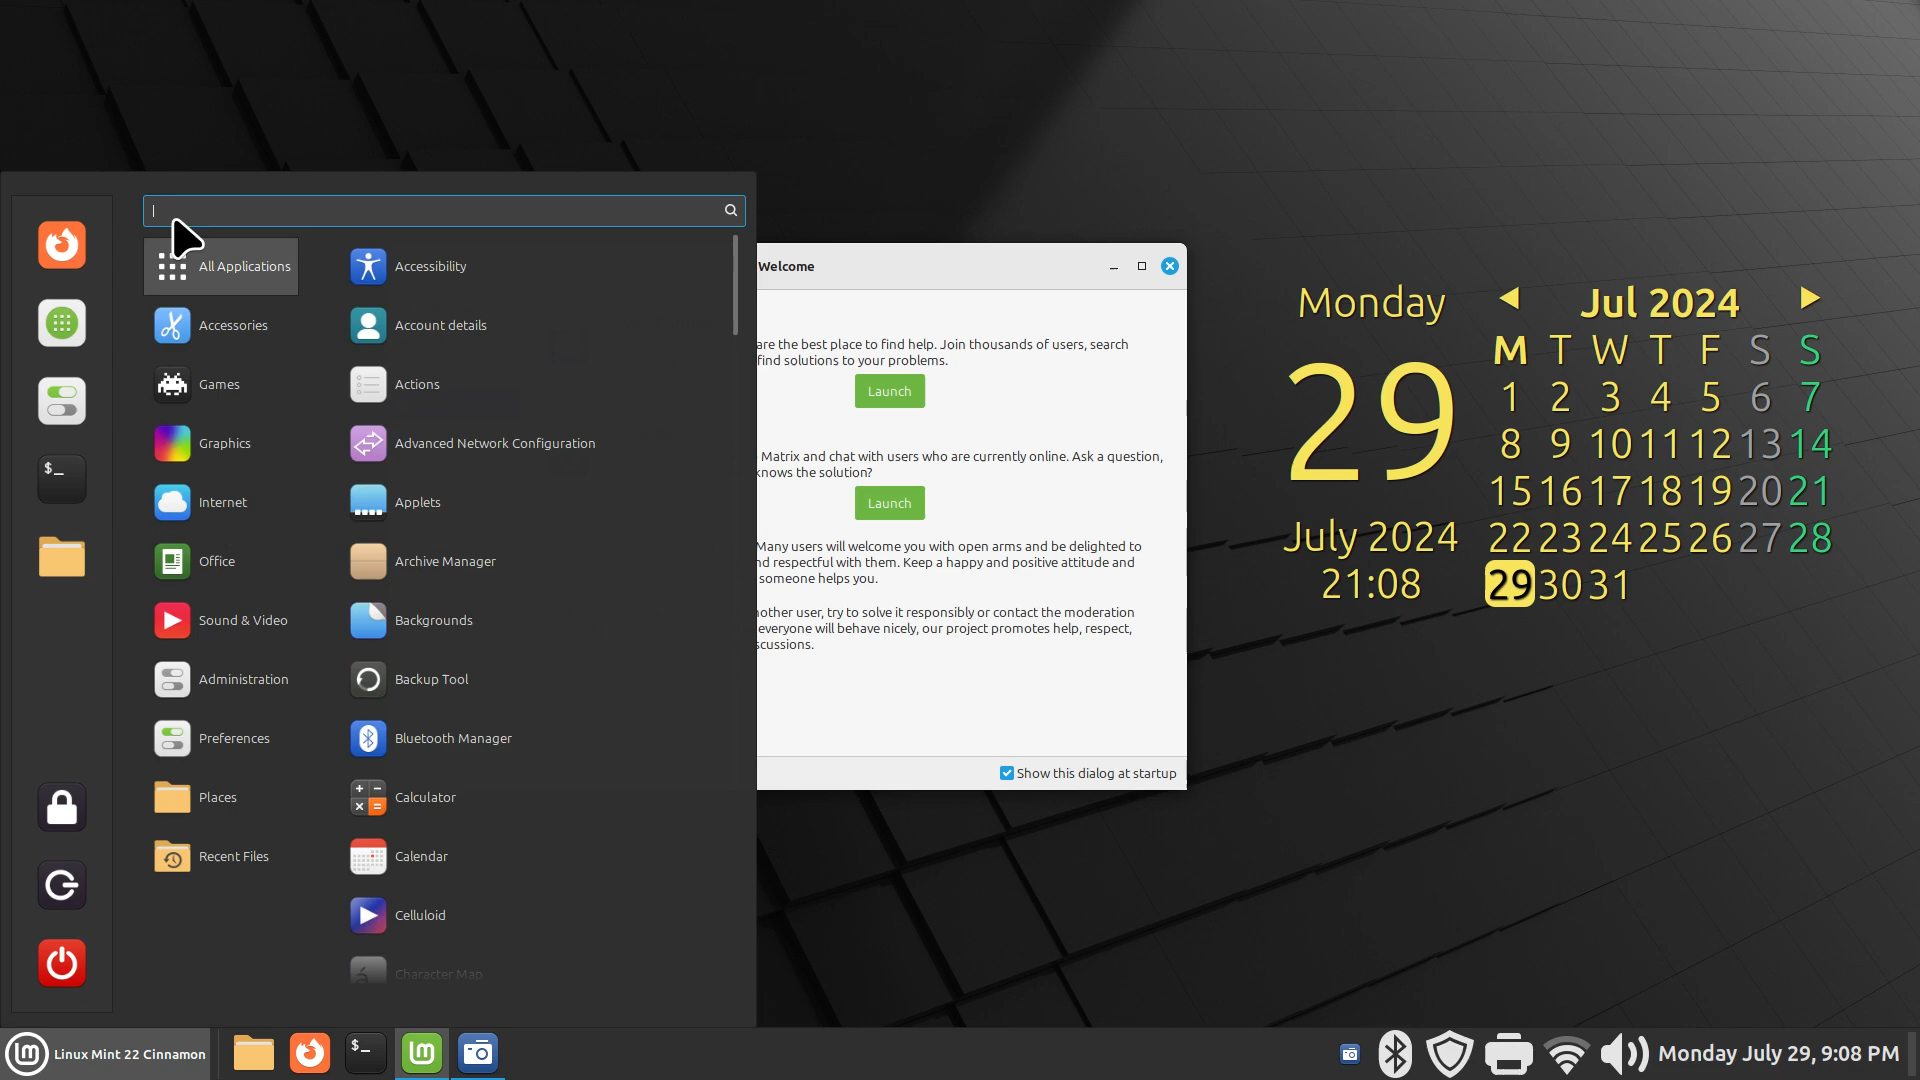 All Applications
Accessories
Games
Graphics
Internet
Office
Sound & Video
Administration
Preferences
Places
Recent Files
Accessibility
Account details
Actions
Advanced Network Configuration
Applets
Archive Manager
Backgrounds
Backup Tool
Bluetooth Manager
Calculator
Calendar
Celluloid
Character Map
Welcome
are the best place to find help. Join thousands of users, search
find solutions to your problems.
Launch
Matrix and chat with users who are currently online. Ask a question,
knows the solution?
Launch
Many users will welcome you with open arms and be delighted to
nd respectful with them. Keep a happy and positive attitude and
someone helps you.
nother user, try to solve it responsibly or contact the moderation
everyone will behave nicely, our project promotes help, respect,
scussions.
Show this dialog at startup
Monday
29
July 2024
21:08
Jul 2024
M T W T F S S
1 2 3 4 5 6 7
8 9 10 11 12 13 14
15 16 17 18 19 20 21
22 23 24 25 26 27 28
29 30 31
Linux Mint 22 Cinnamon
Monday July 29, 9:08 PM